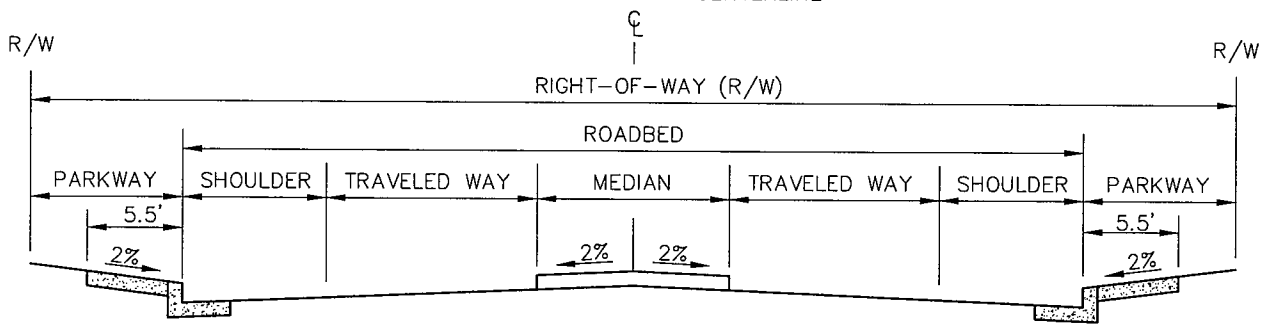 ℄
R/W R/W
RIGHT-OF-WAY (R/W)
ROADBED
PARKWAY SHOULDER TRAVELED WAY MEDIAN TRAVELED WAY SHOULDER PARKWAY
5.5' 5.5'
2% 2% 2% 2%